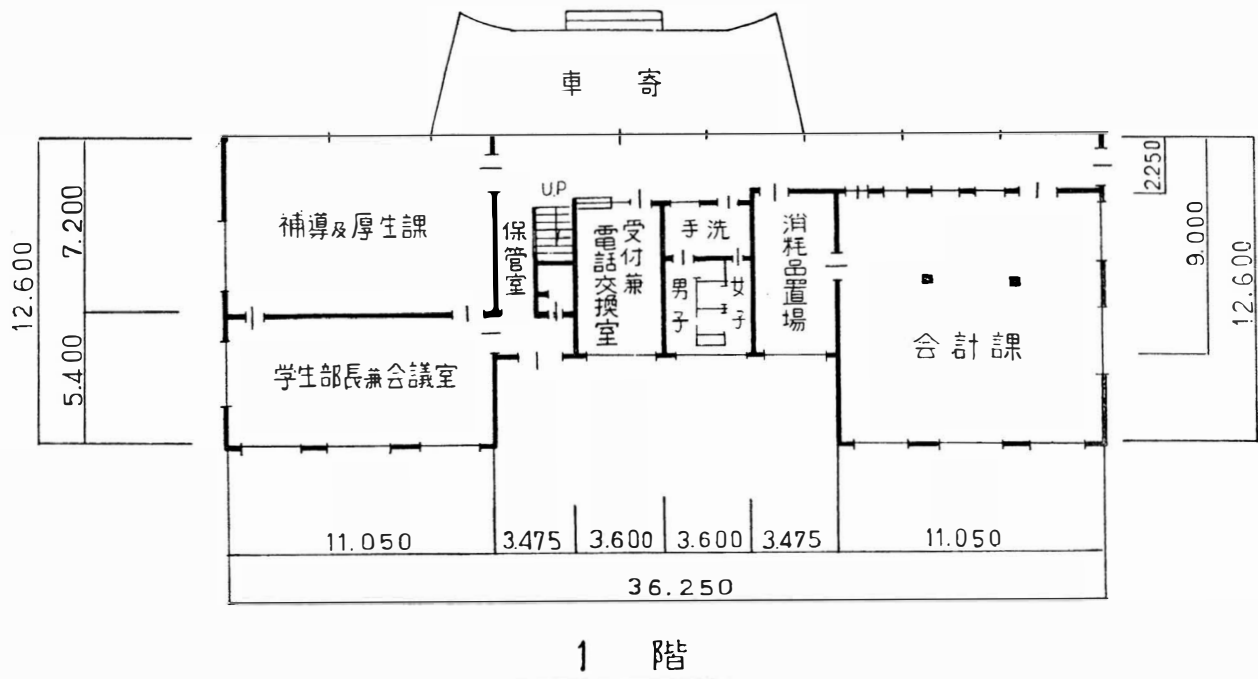 車寄
UP
補導及厚生課
保管室
受付兼
電話交換室
手洗
男子
女子
消耗品置場
会計課
学生部長兼会議室
12.600
7.200
5.400
2.250
9.000
12.600
11.050
3.475
3.600
3.600
3.475
11.050
36.250
1階